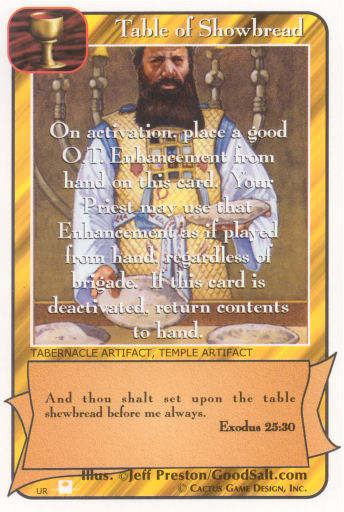 Table of Showbread
On activation, place a good
O.T. Enhancement from
hand on this card. Your
Priest may use that
Enhancement as if played
from hand, regardless of
brigade. If this card is
deactivated, return contents
to hand.
TABERNACLE ARTIFACT, TEMPLE ARTIFACT
And thou shalt set upon the table
shewbread before me always.
Exodus 25:30
Illus. ©Jeff Preston/GoodSalt.com
UR © CACTUS GAME DESIGN, INC.